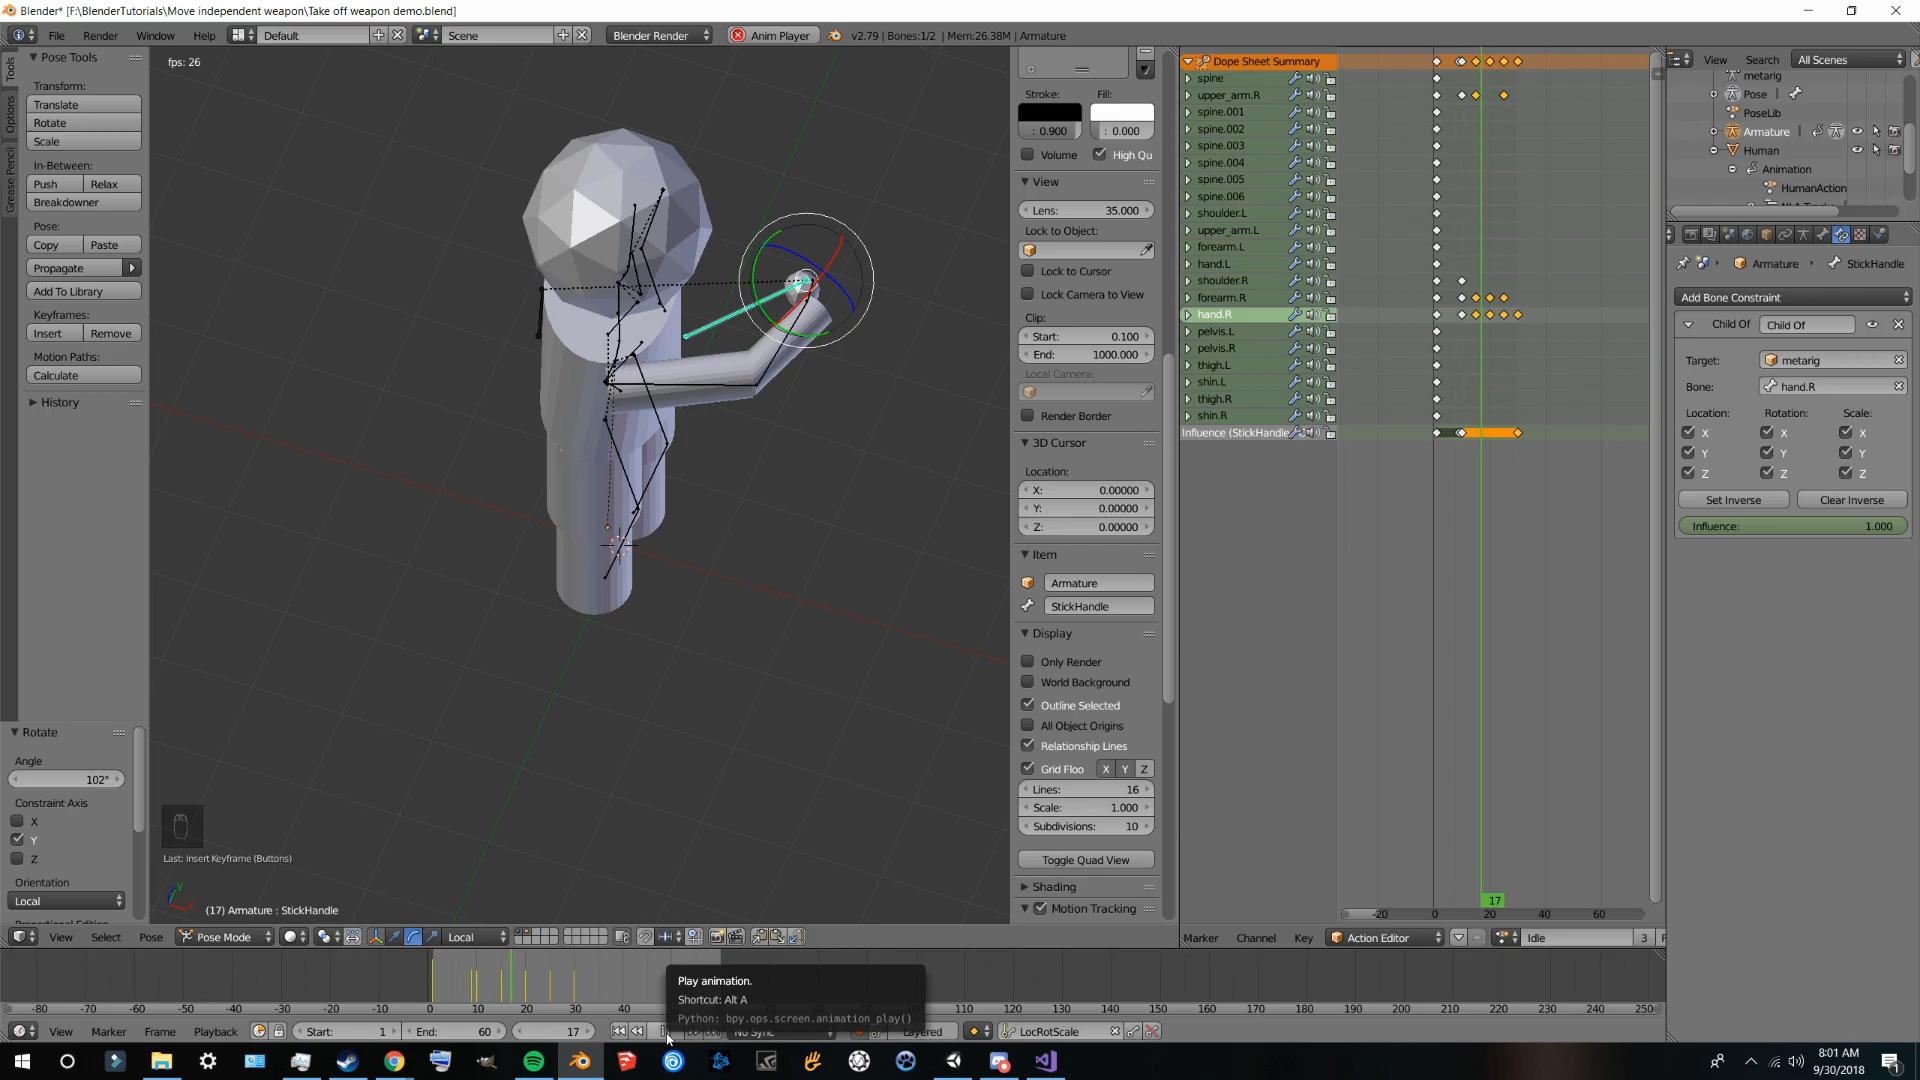 Blender* [F:\BlenderTutorials\Move independent weapon\Take off weapon demo.blend]
File Render Window Help Default Scene Blender Render Anim Player v2.79 | Bones:1/2 | Mem:26.38M | Armature
Tools
Options
Grease Pencil
Pose Tools
Transform:
Translate
Rotate
Scale
In-Between:
Push Relax
Breakdowner
Pose:
Copy Paste
Propagate
Add To Library
Keyframes:
Insert Remove
Motion Paths:
Calculate
History
Rotate
Angle
102°
Constraint Axis
X
Y
Z
Orientation
Local
fps: 26
Last: Insert Keyframe (Buttons)
(17) Armature : StickHandle
View Select Pose Pose Mode Local
Stroke: Fill:
: 0.900 : 0.000
Volume High Qu
View
Lens: 35.000
Lock to Object:
Lock to Cursor
Lock Camera to View
Clip:
Start: 0.100
End: 1000.000
Local Camera:
Render Border
3D Cursor
Location:
X: 0.00000
Y: 0.00000
Z: 0.00000
Item
Armature
StickHandle
Display
Only Render
World Background
Outline Selected
All Object Origins
Relationship Lines
Grid Floo X Y Z
Lines: 16
Scale: 1.000
Subdivisions: 10
Toggle Quad View
Shading
Motion Tracking
Dope Sheet Summary
spine
upper_arm.R
spine.001
spine.002
spine.003
spine.004
spine.005
spine.006
shoulder.L
upper_arm.L
forearm.L
hand.L
shoulder.R
forearm.R
hand.R
pelvis.L
pelvis.R
thigh.L
shin.L
thigh.R
shin.R
Influence (StickHandle
17
-20 0 20 40 60
Marker Channel Key Action Editor Idle 3 F
View Search All Scenes
metarig
Pose
PoseLib
Armature
Human
Animation
HumanAction
Armature StickHandle
Add Bone Constraint
Child Of Child Of
Target: metarig
Bone: hand.R
Location: Rotation: Scale:
X X X
Y Y Y
Z Z Z
Set Inverse Clear Inverse
Influence: 1.000
Play animation.
Shortcut: Alt A
Python: bpy.ops.screen.animation_play()
-80 -70 -60 -50 -40 -30 -20 -10 0 10 20 30 40 110 120 130 140 150 160 170 180 190 200 210 220 230 240 250
View Marker Frame Playback Start: 1 End: 60 17 No Sync Layered LocRotScale
8:01 AM
9/30/2018
1